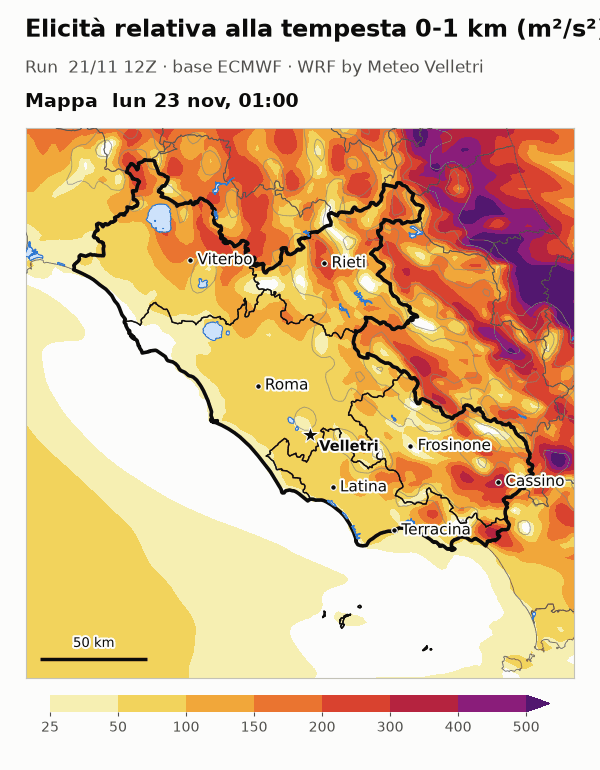 Elicità relativa alla tempesta 0-1 km (m²/s²)
Run 21/11 12Z · base ECMWF · WRF by Meteo Velletri
Mappa lun 23 nov, 01:00
Viterbo
Rieti
Roma
Velletri
Frosinone
Cassino
Latina
Terracina
50 km
25 50 100 150 200 300 400 500